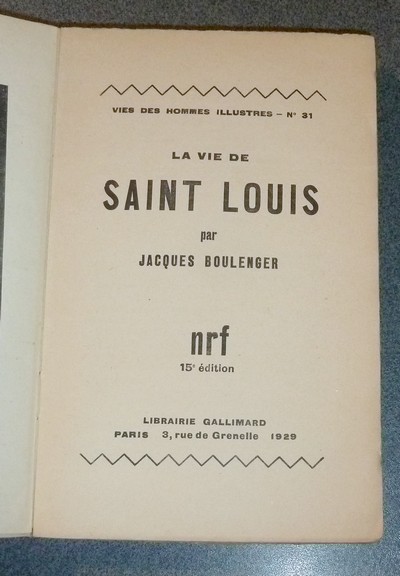 VIES DES HOMMES ILLUSTRES – N° 31
LA VIE DE
SAINT LOUIS
par
JACQUES BOULENGER
nrf
15e édition
LIBRAIRIE GALLIMARD
PARIS 3, rue de Grenelle 1929